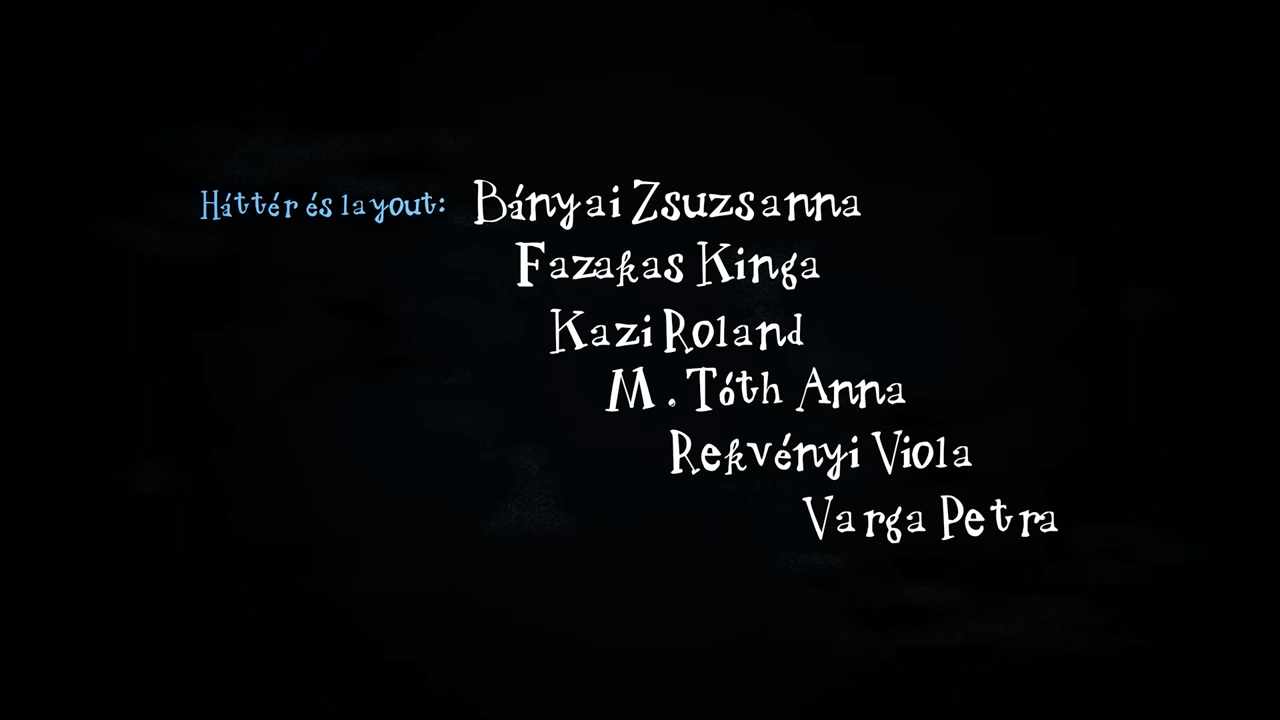 Háttér és layout: Bányai Zsuzsanna
Fazakas Kinga
Kazi Roland
M. Tóth Anna
Rekvényi Viola
Varga Petra